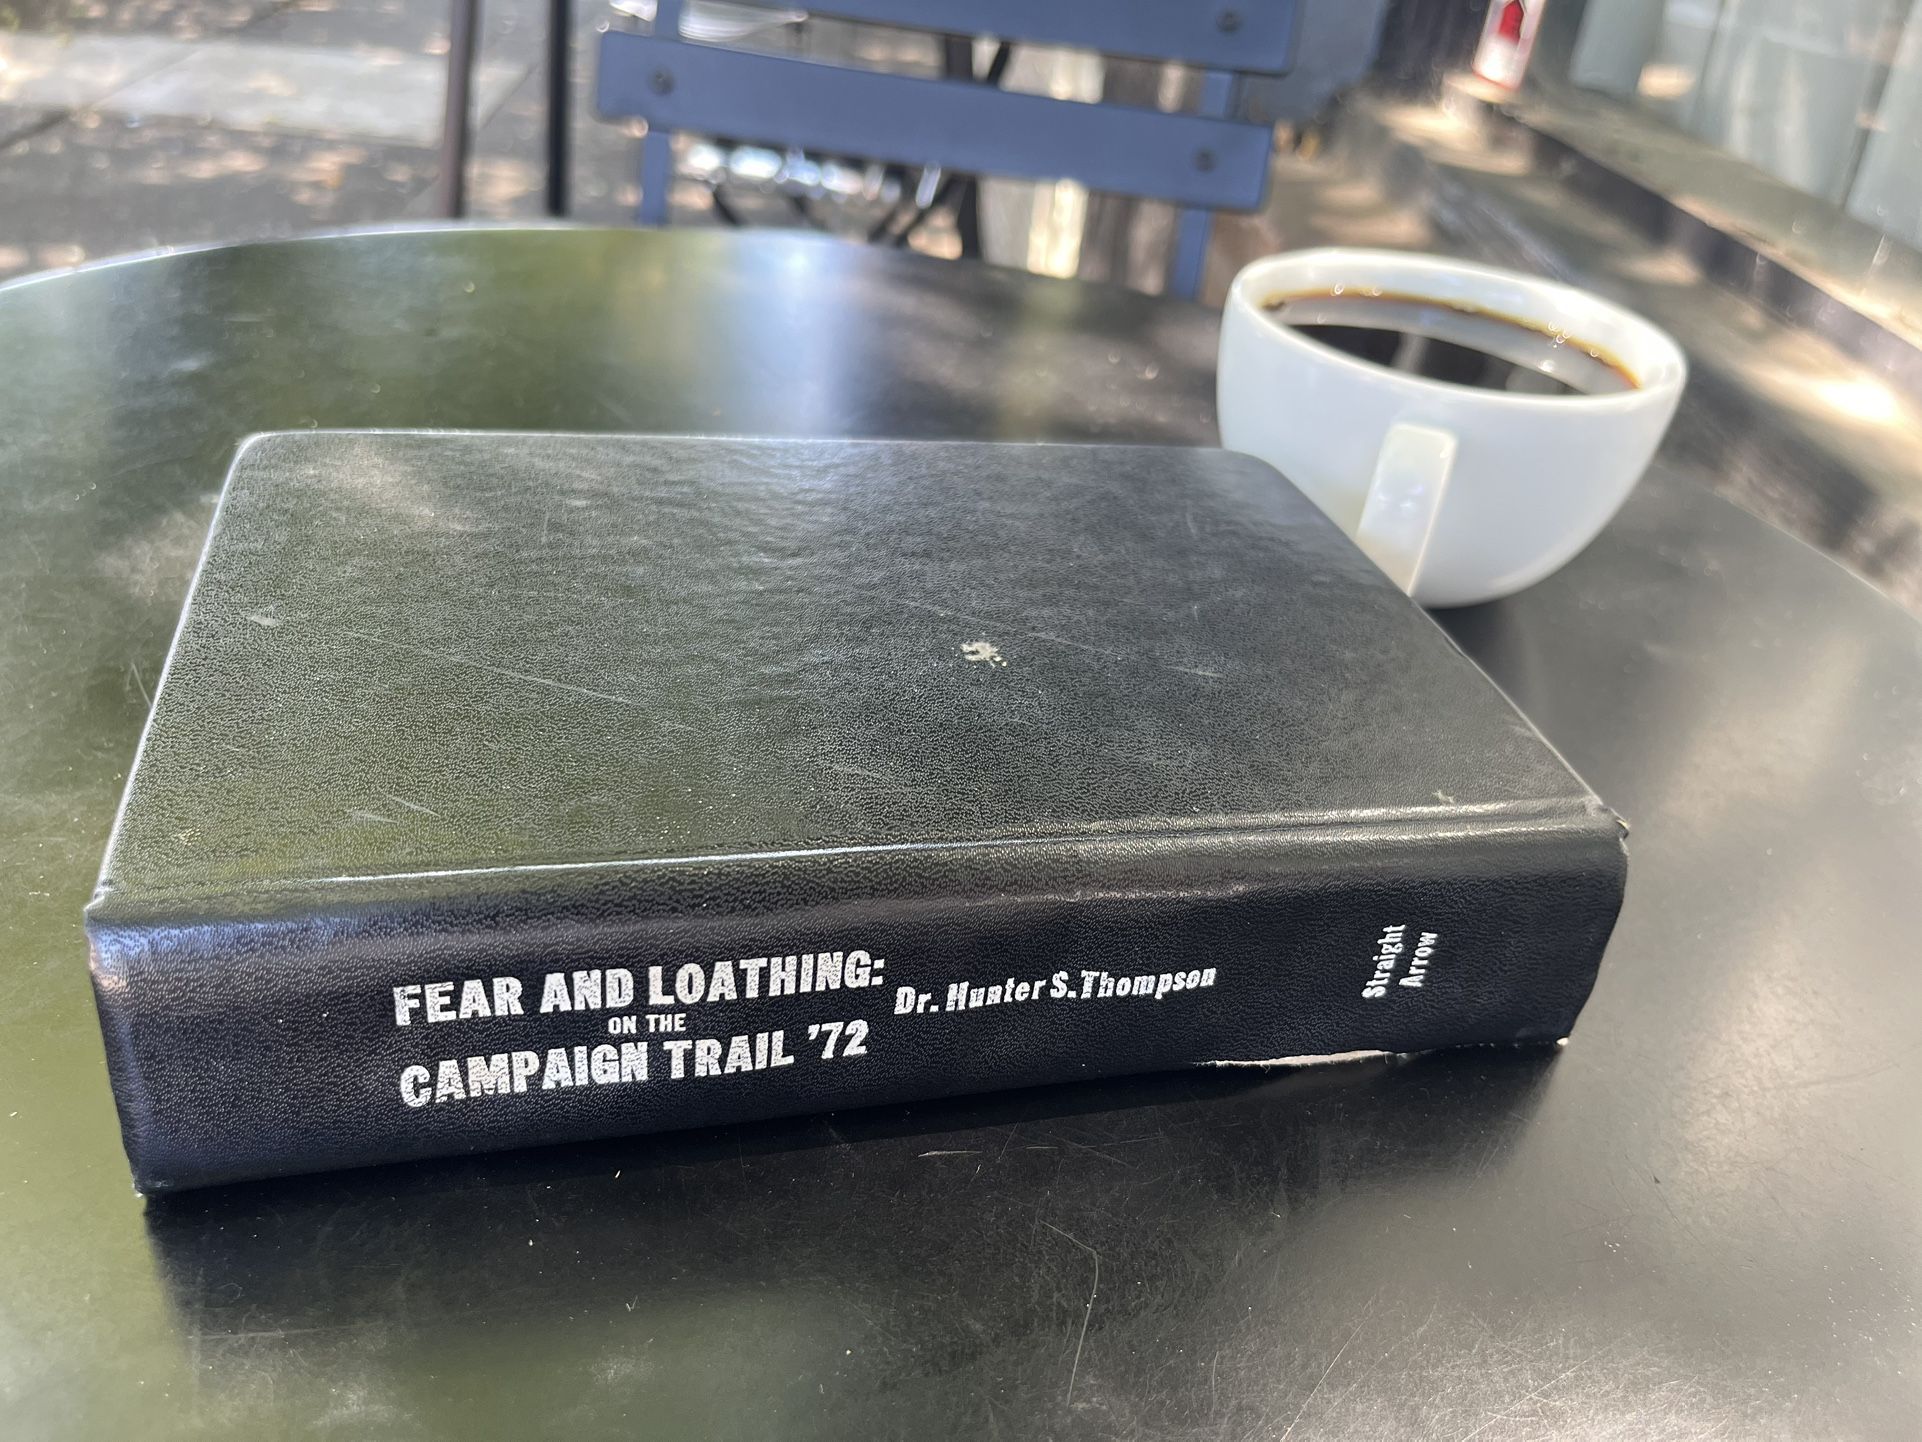 FEAR AND LOATHING:
ON THE
CAMPAIGN TRAIL '72
Dr. Hunter S. Thompson
Straight
Arrow